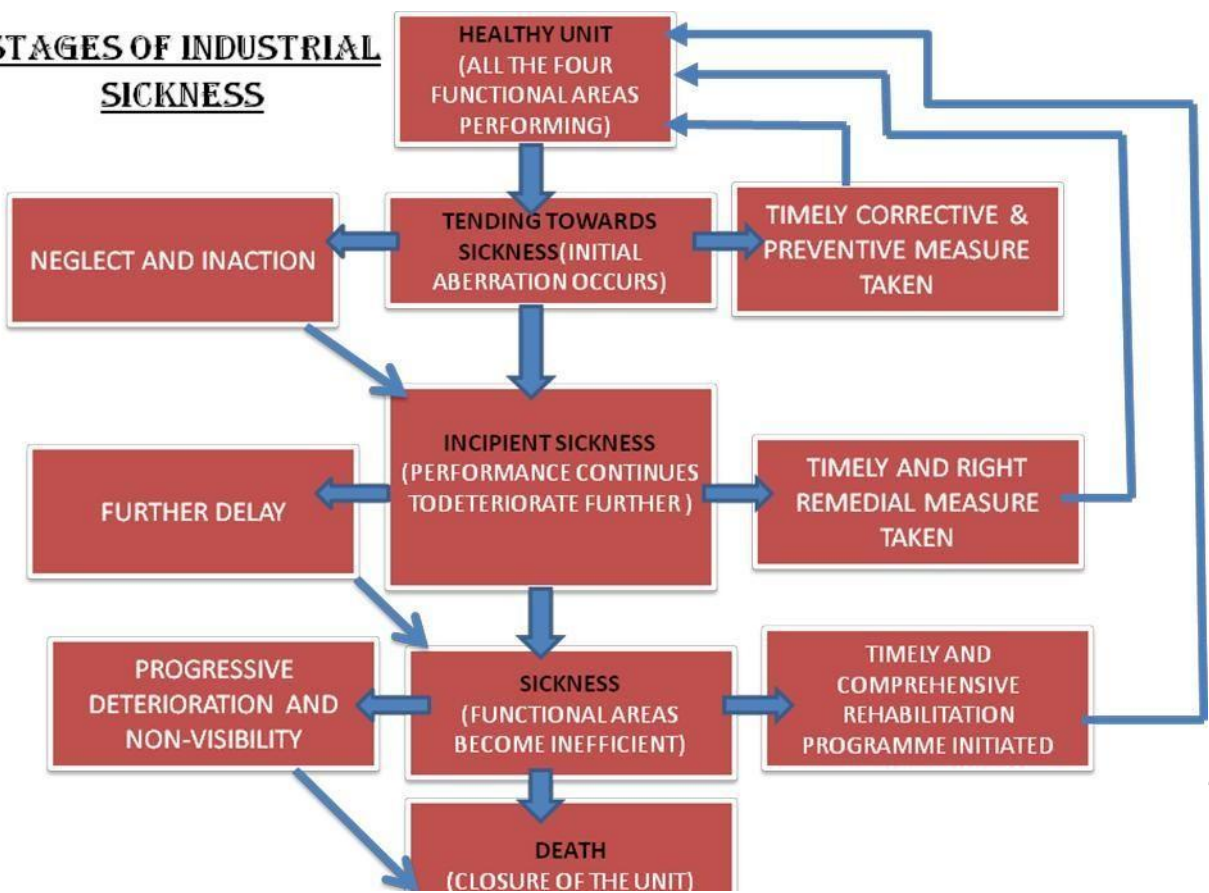 STAGES OF INDUSTRIAL
SICKNESS
HEALTHY UNIT
(ALL THE FOUR
FUNCTIONAL AREAS
PERFORMING)
NEGLECT AND INACTION
TENDING TOWARDS
SICKNESS(INITIAL
ABERRATION OCCURS)
TIMELY CORRECTIVE &
PREVENTIVE MEASURE
TAKEN
FURTHER DELAY
INCIPIENT SICKNESS
(PERFORMANCE CONTINUES
TODETERIORATE FURTHER )
TIMELY AND RIGHT
REMEDIAL MEASURE
TAKEN
PROGRESSIVE
DETERIORATION AND
NON-VISIBILITY
SICKNESS
(FUNCTIONAL AREAS
BECOME INEFFICIENT)
TIMELY AND
COMPREHENSIVE
REHABILITATION
PROGRAMME INITIATED
DEATH
(CLOSURE OF THE UNIT)